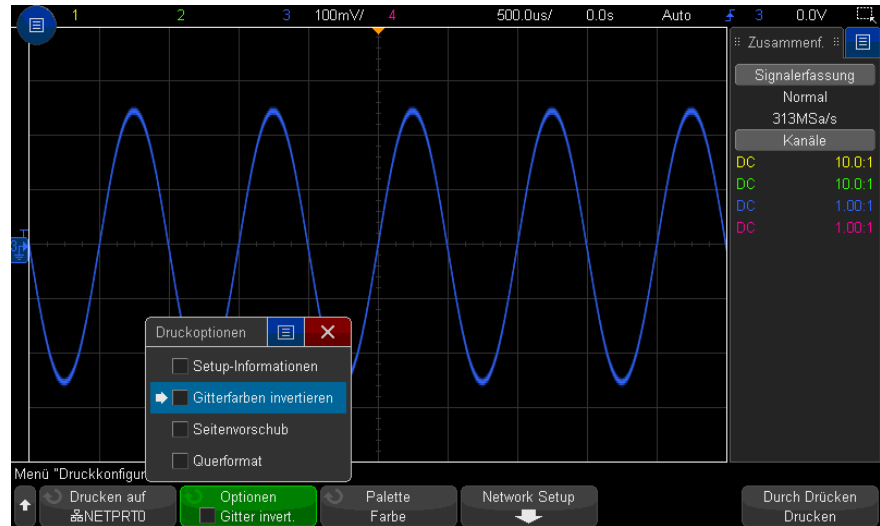 1 2 3 100mV/ 4 500.0us/ 0.0s Auto 3 0.0V
Zusammenf.
Signalerfassung
Normal
313MSa/s
Kanäle
DC 10.0:1
DC 10.0:1
DC 1.00:1
DC 1.00:1
T
3
Druckoptionen
Setup-Informationen
Gitterfarben invertieren
Seitenvorschub
Querformat
Menü "Druckkonfigur
Drucken auf
NETPRT0
Optionen
Gitter invert.
Palette
Farbe
Network Setup
Durch Drücken
Drucken